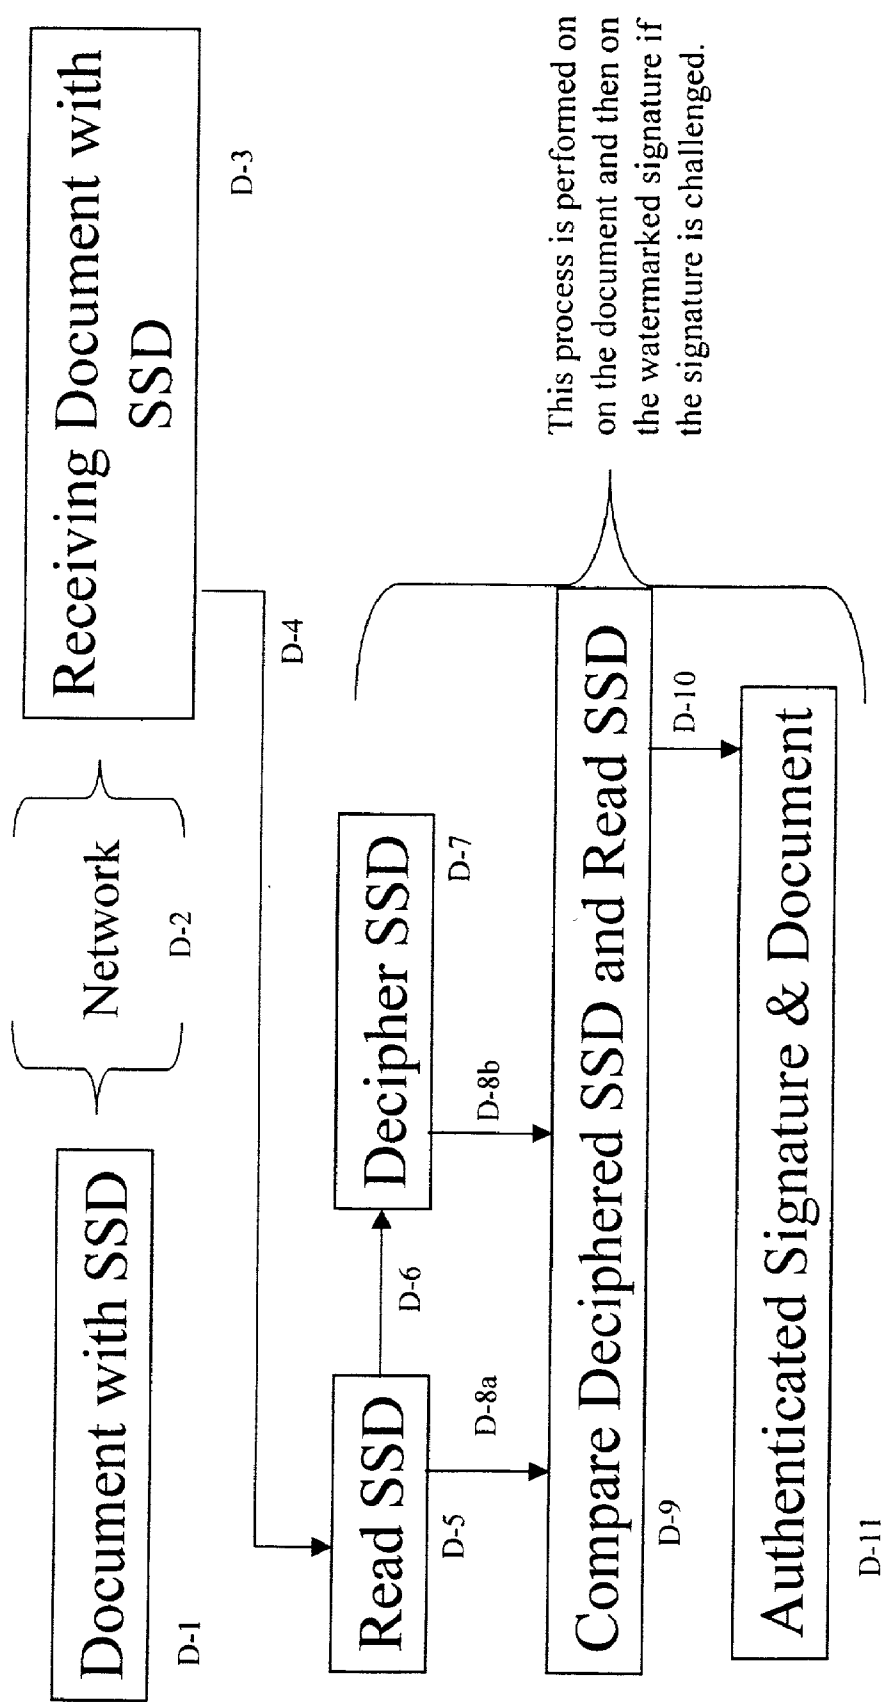 Document with SSD
D-1
Network
D-2
Receiving Document with
SSD
D-3
D-4
Read SSD
D-5
D-6
Decipher SSD
D-7
D-8a
D-8b
Compare Deciphered SSD and Read SSD
D-9
D-10
Authenticated Signature & Document
D-11
This process is performed on
on the document and then on
the watermarked signature if
the signature is challenged.